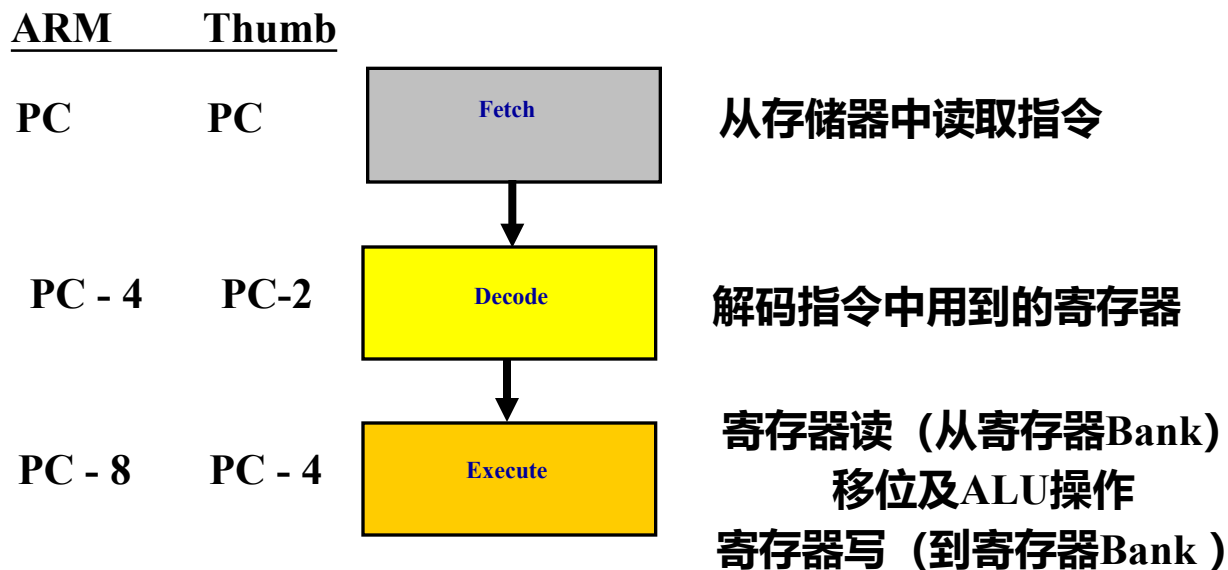 ARM Thumb
PC PC Fetch 从存储器中读取指令
PC - 4 PC-2 Decode 解码指令中用到的寄存器
寄存器读（从寄存器Bank）
PC - 8 PC - 4 Execute 移位及ALU操作
寄存器写（到寄存器Bank ）